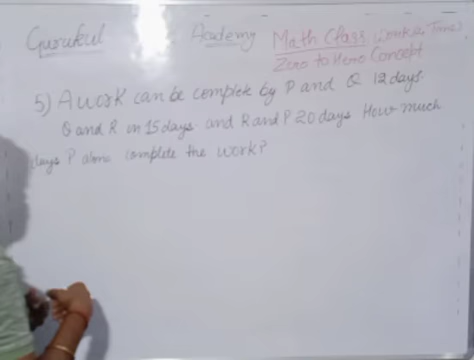 Gurukul Academy Math Class (Work & Time)
Zero to Hero Concept
5) A work can be complete by P and Q 12 days.
Q and R in 15 days and R and P 20 days How much
days P alone complete the work?